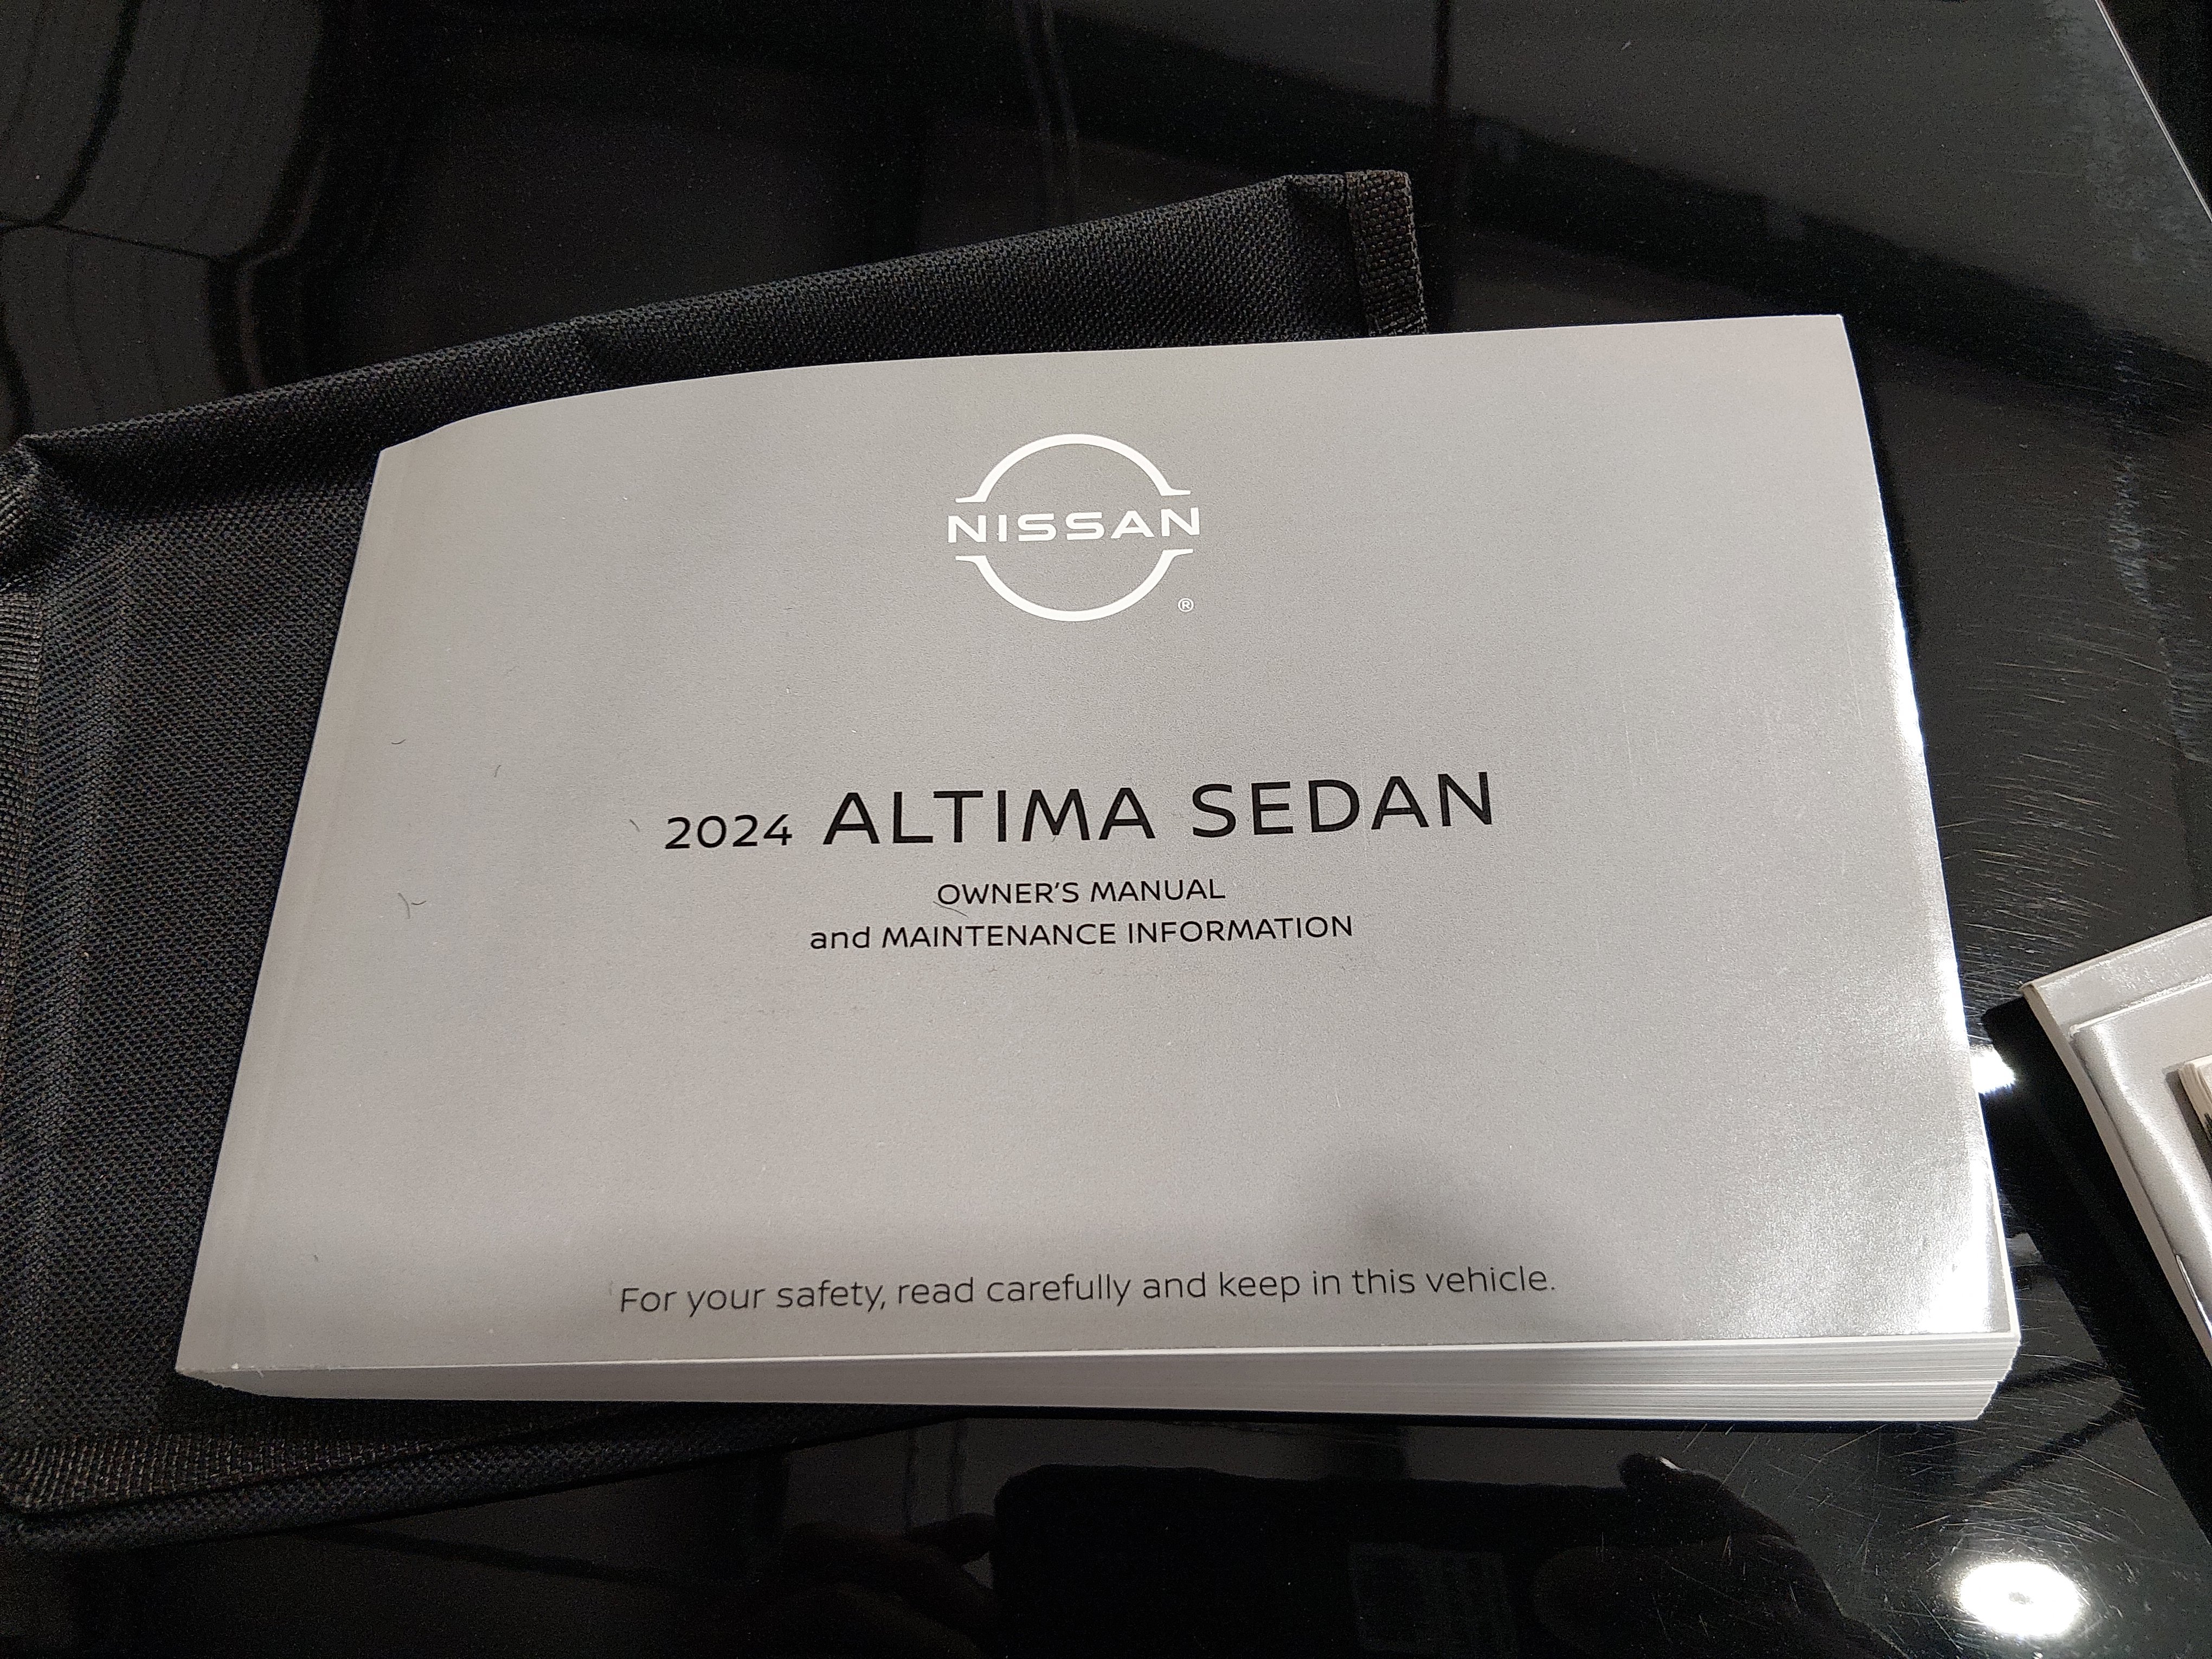 NISSAN
®
2024 ALTIMA SEDAN
OWNER'S MANUAL
and MAINTENANCE INFORMATION
For your safety, read carefully and keep in this vehicle.